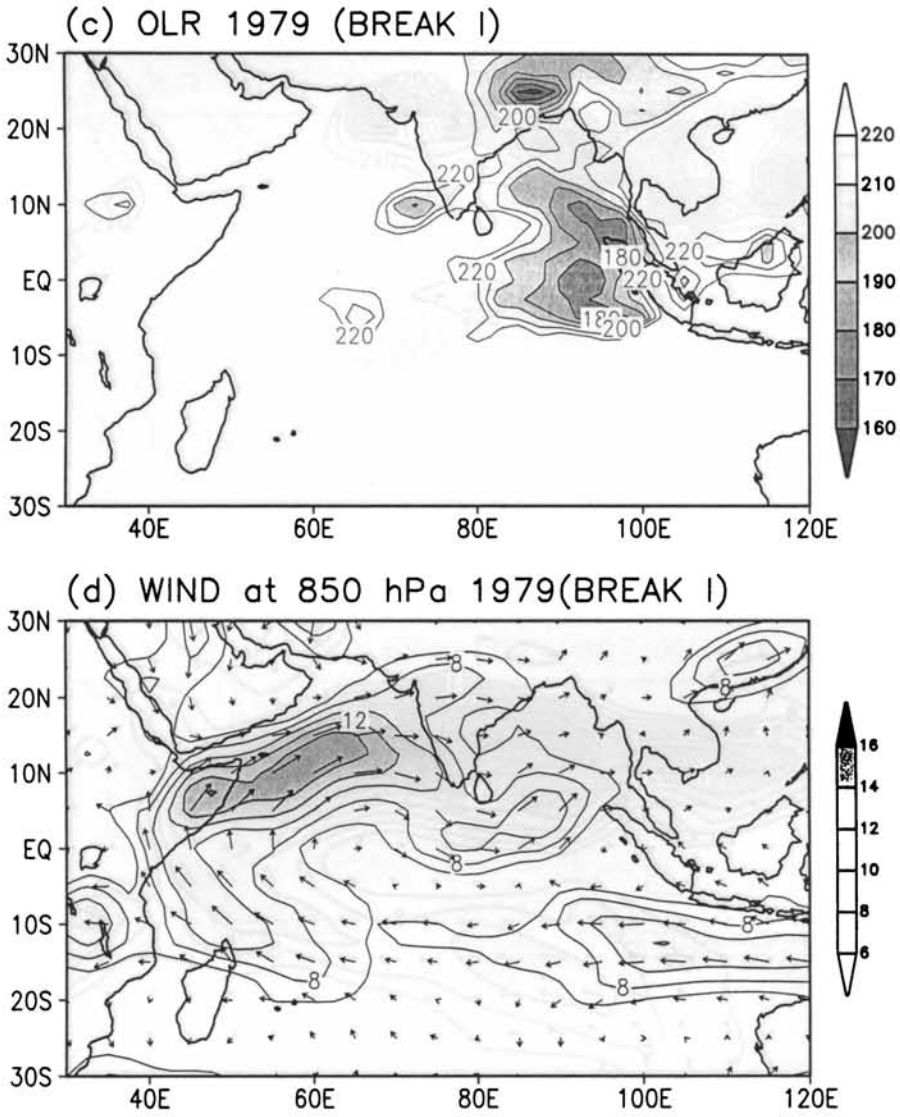 (c) OLR 1979 (BREAK I)
30N
20N
10N
EQ
10S
20S
30S
40E 60E 80E 100E 120E
200
220
220
180
220
220
220
180
200
220
210
200
190
180
170
160
(d) WIND at 850 hPa 1979(BREAK I)
30N
20N
10N
EQ
10S
20S
30S
40E 60E 80E 100E 120E
8
12
8
8
8
8
8
16
14
12
10
8
6